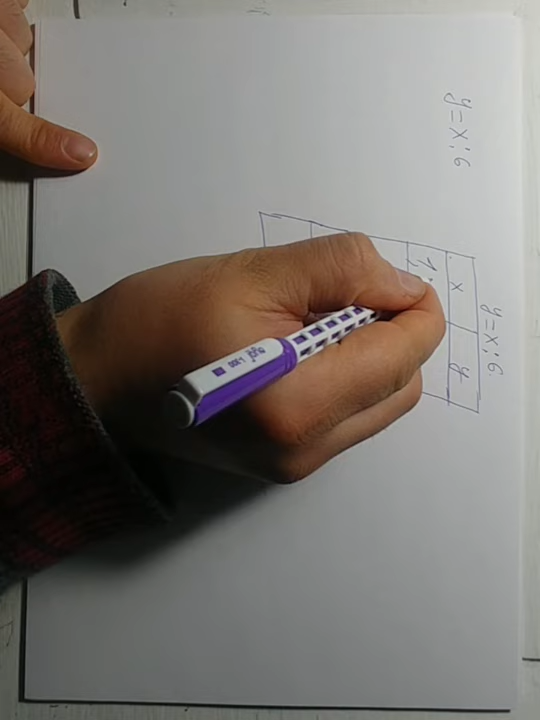 y = x : 6
y = x : 6
x y
1